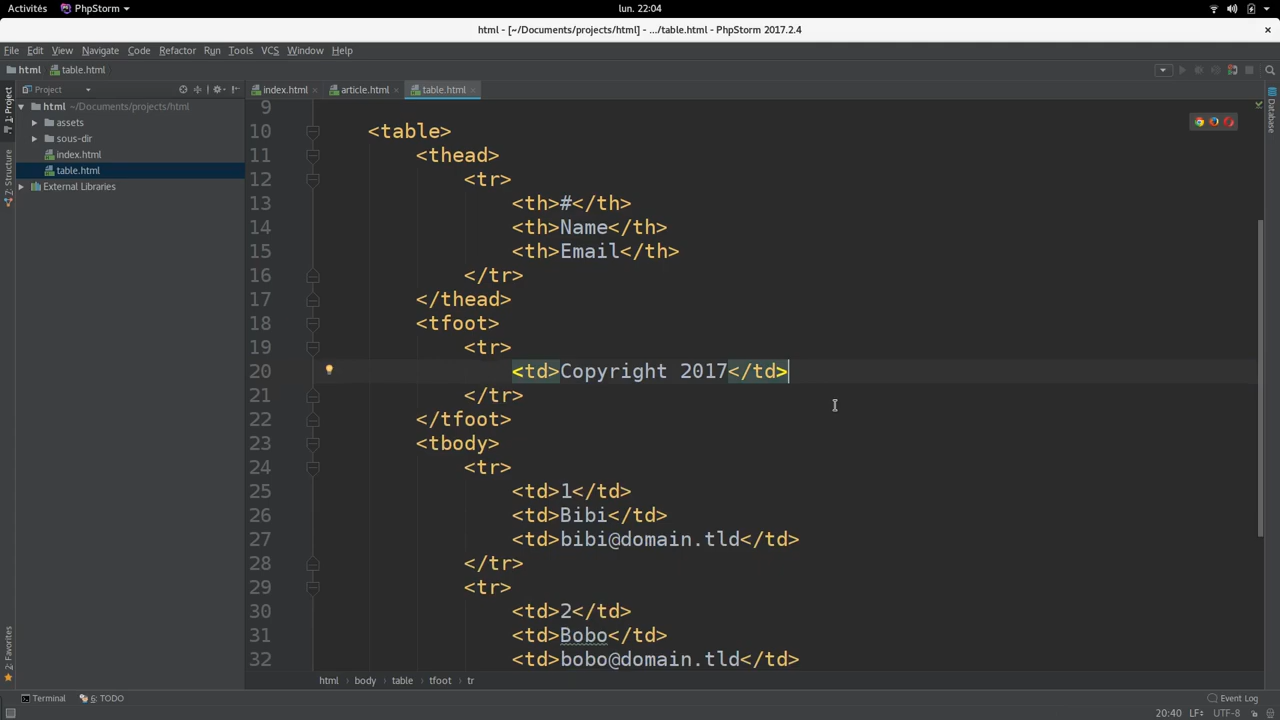 Activités PhpStorm lun. 22:04
html - [~/Documents/projects/html] - .../table.html - PhpStorm 2017.2.4
File Edit View Navigate Code Refactor Run Tools VCS Window Help
html table.html
Project index.html article.html table.html
html ~/Documents/projects/html
assets
sous-dir
index.html
table.html
External Libraries
1: Project
7: Structure
2: Favorites
9
10 <table>
11 <thead>
12 <tr>
13 <th>#</th>
14 <th>Name</th>
15 <th>Email</th>
16 </tr>
17 </thead>
18 <tfoot>
19 <tr>
20 <td>Copyright 2017</td>
21 </tr>
22 </tfoot>
23 <tbody>
24 <tr>
25 <td>1</td>
26 <td>Bibi</td>
27 <td>bibi@domain.tld</td>
28 </tr>
29 <tr>
30 <td>2</td>
31 <td>Bobo</td>
32 <td>bobo@domain.tld</td>
Database
html body table tfoot tr
Terminal 6: TODO Event Log
20:40 LF÷ UTF-8÷